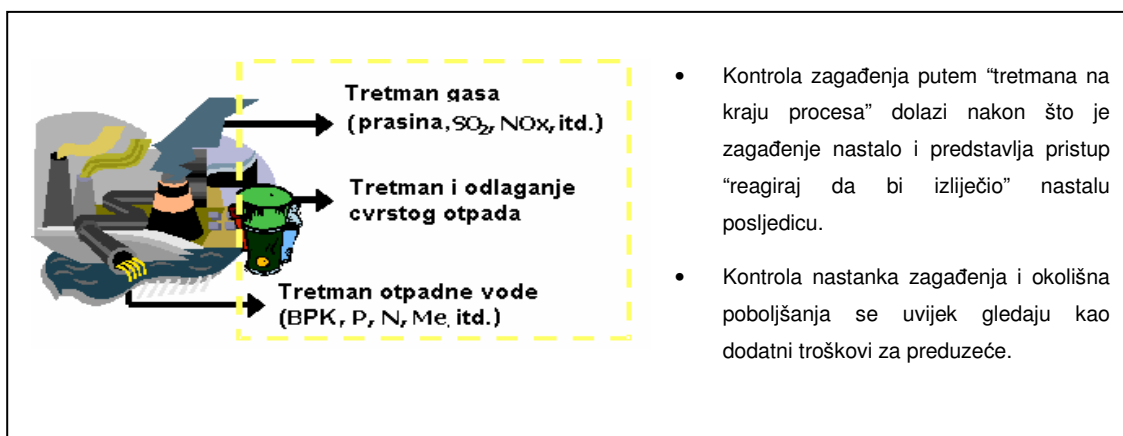 Tretman gasa
(prasina, SO₂, NOx, itd.)
Tretman i odlaganje
cvrstog otpada
Tretman otpadne vode
(BPK, P, N, Me, itd.)
• Kontrola zagađenja putem “tretmana na
kraju procesa” dolazi nakon što je
zagađenje nastalo i predstavlja pristup
“reagiraj da bi izliječio” nastalu
posljedicu.
• Kontrola nastanka zagađenja i okolišna
poboljšanja se uvijek gledaju kao
dodatni troškovi za preduzeće.